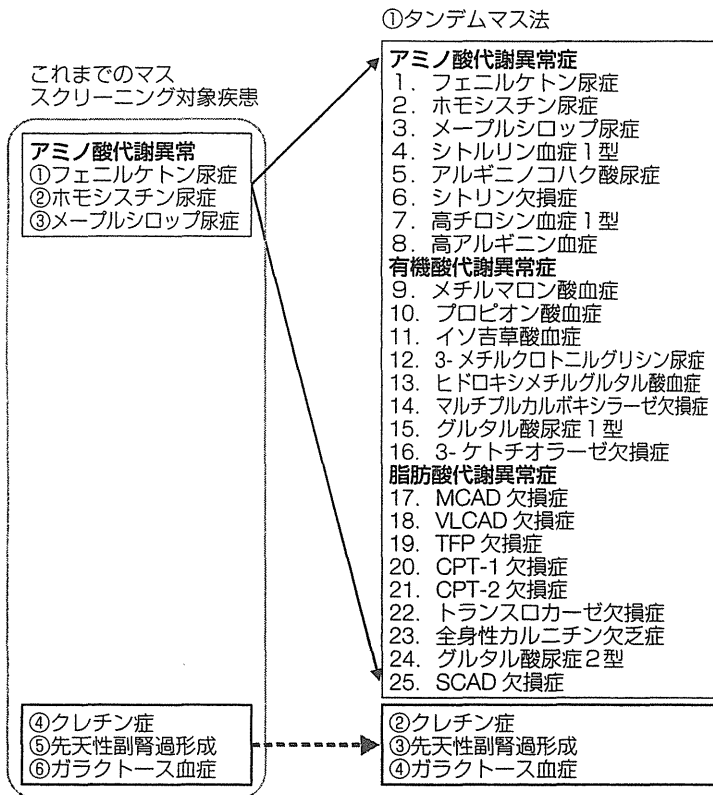 これまでのマス
スクリーニング対象疾患
アミノ酸代謝異常
①フェニルケトン尿症
②ホモシスチン尿症
③メープルシロップ尿症
④クレチン症
⑤先天性副腎過形成
⑥ガラクトース血症
①タンデムマス法
アミノ酸代謝異常症
1. フェニルケトン尿症
2. ホモシスチン尿症
3. メープルシロップ尿症
4. シトルリン血症1型
5. アルギニノコハク酸尿症
6. シトリン欠損症
7. 高チロシン血症1型
8. 高アルギニン血症
有機酸代謝異常症
9. メチルマロン酸血症
10. プロピオン酸血症
11. イソ吉草酸血症
12. 3-メチルクロトニルグリシン尿症
13. ヒドロキシメチルグルタル酸血症
14. マルチプルカルボキシラーゼ欠損症
15. グルタル酸尿症1型
16. 3-ケトチオラーゼ欠損症
脂肪酸代謝異常症
17. MCAD欠損症
18. VLCAD欠損症
19. TFP欠損症
20. CPT-1欠損症
21. CPT-2欠損症
22. トランスロカーゼ欠損症
23. 全身性カルニチン欠乏症
24. グルタル酸尿症2型
25. SCAD欠損症
②クレチン症
③先天性副腎過形成
④ガラクトース血症